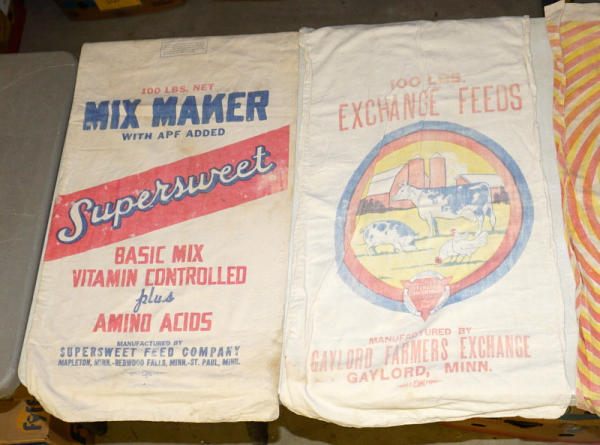 100 LBS. NET
MIX MAKER
WITH APF ADDED
Supersweet
BASIC MIX
VITAMIN CONTROLLED
plus
AMINO ACIDS
MANUFACTURED BY
SUPERSWEET FEED COMPANY
MAPLETON, MINN.-REDWOOD FALLS, MINN.-ST. PAUL, MINN.
100 LBS.
EXCHANGE FEEDS
MANUFACTURED BY
GAYLORD FARMERS EXCHANGE
GAYLORD, MINN.